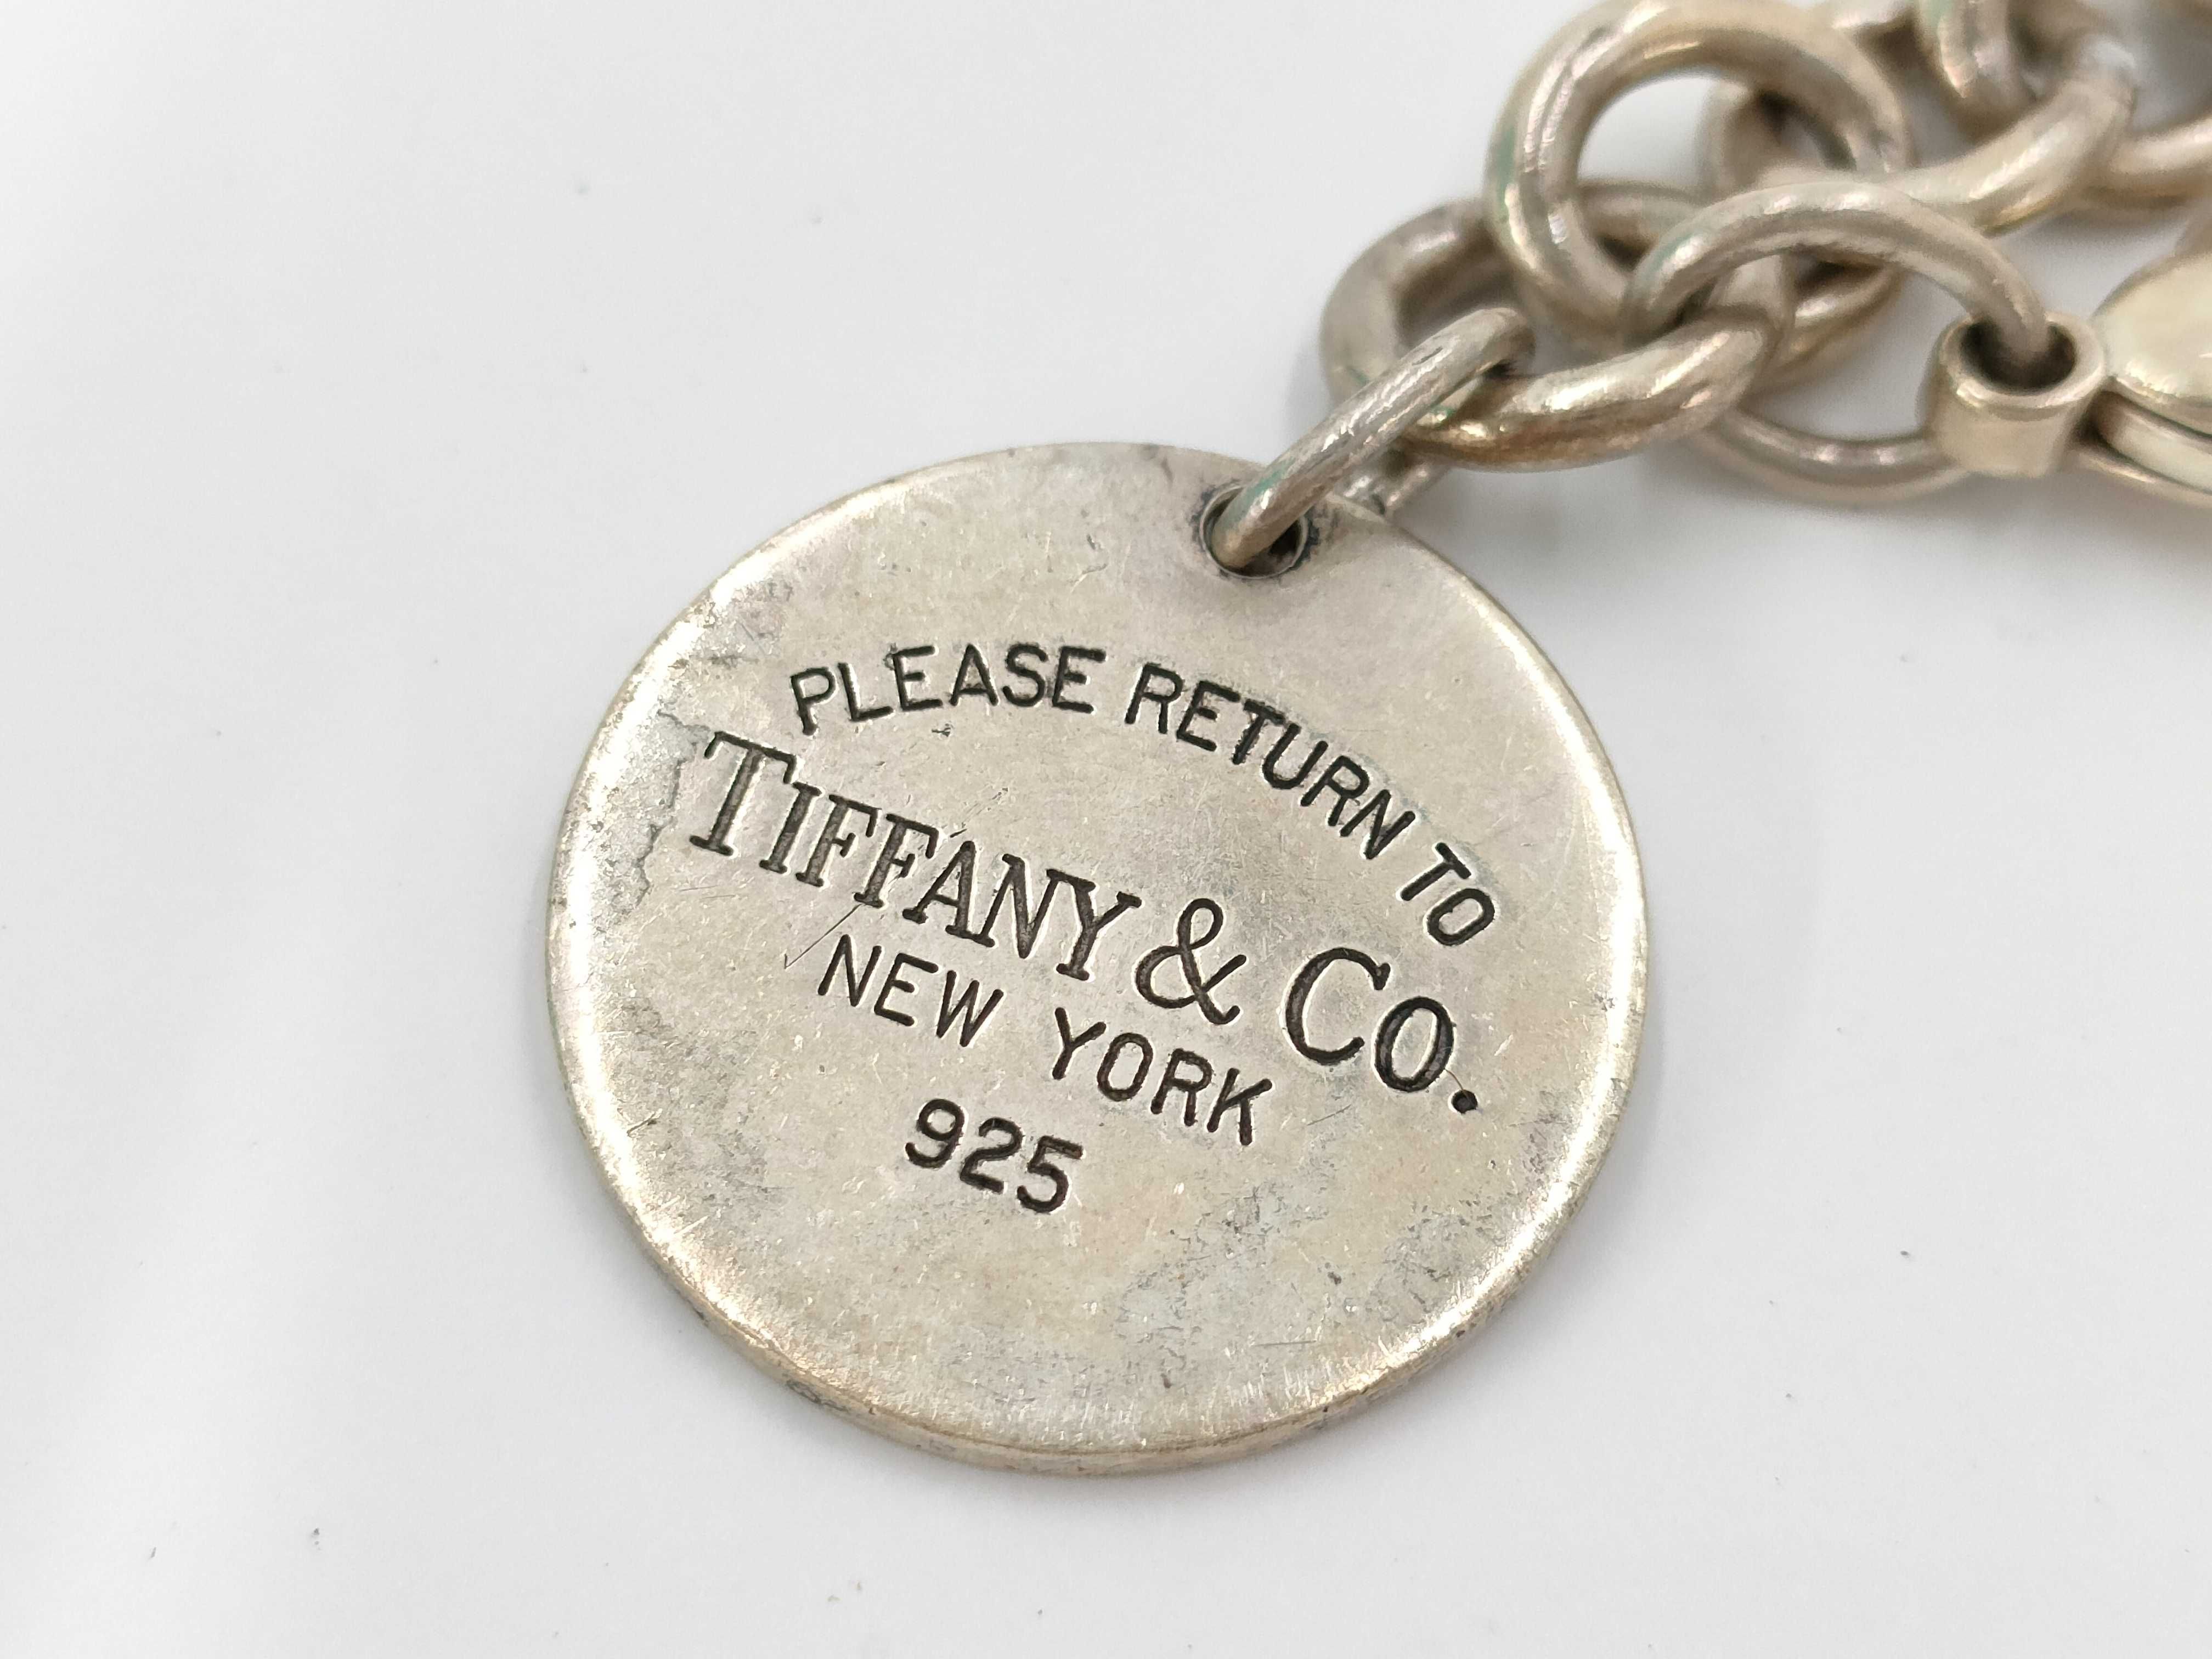 PLEASE RETURN TO
TIFFANY & CO.
NEW YORK
925